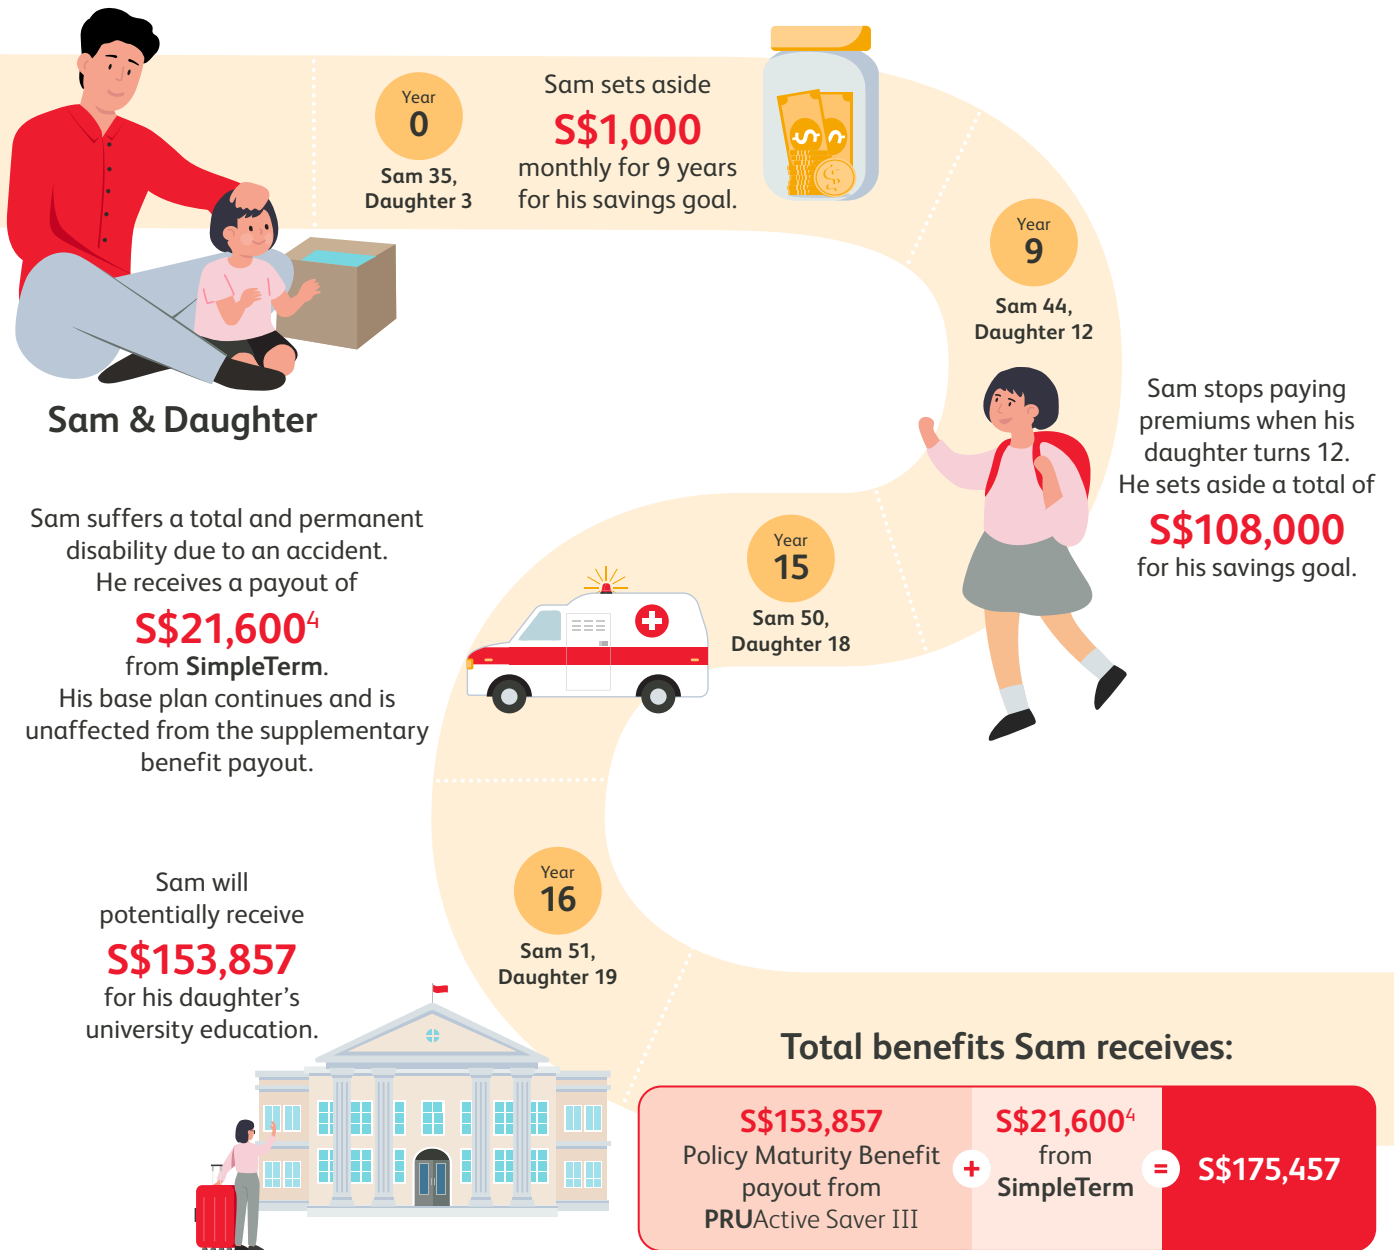 Year
0
Sam 35,
Daughter 3
Sam sets aside
S$1,000
monthly for 9 years
for his savings goal.
Year
9
Sam 44,
Daughter 12
Sam stops paying
premiums when his
daughter turns 12.
He sets aside a total of
S$108,000
for his savings goal.
Sam & Daughter
Year
15
Sam 50,
Daughter 18
Sam suffers a total and permanent
disability due to an accident.
He receives a payout of
S$21,600⁴
from SimpleTerm.
His base plan continues and is
unaffected from the supplementary
benefit payout.
Year
16
Sam 51,
Daughter 19
Sam will
potentially receive
S$153,857
for his daughter’s
university education.
Total benefits Sam receives:
S$153,857
Policy Maturity Benefit
payout from
PRUActive Saver III
+
S$21,600⁴
from
SimpleTerm
=
S$175,457